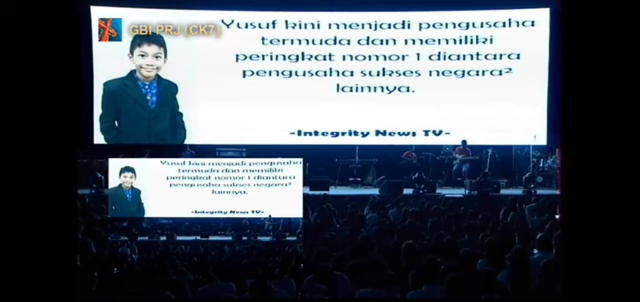 GBI PRJ (CK7)
Yusuf kini menjadi pengusaha
termuda dan memiliki
peringkat nomor 1 diantara
pengusaha sukses negara²
lainnya.
-Integrity News TV-
Yusuf kini menjadi pengusaha
termuda dan memiliki
peringkat nomor 1 diantara
pengusaha sukses negara²
lainnya.
-Integrity News TV-